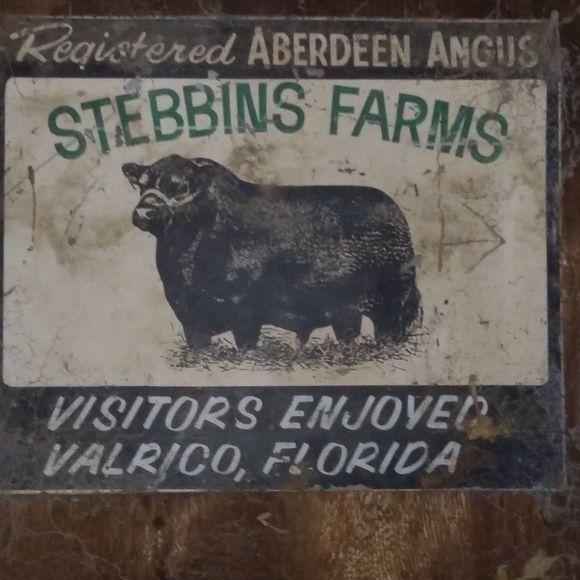 Registered ABERDEEN ANGUS
STEBBINS FARMS
VISITORS ENJOYED
VALRICO, FLORIDA